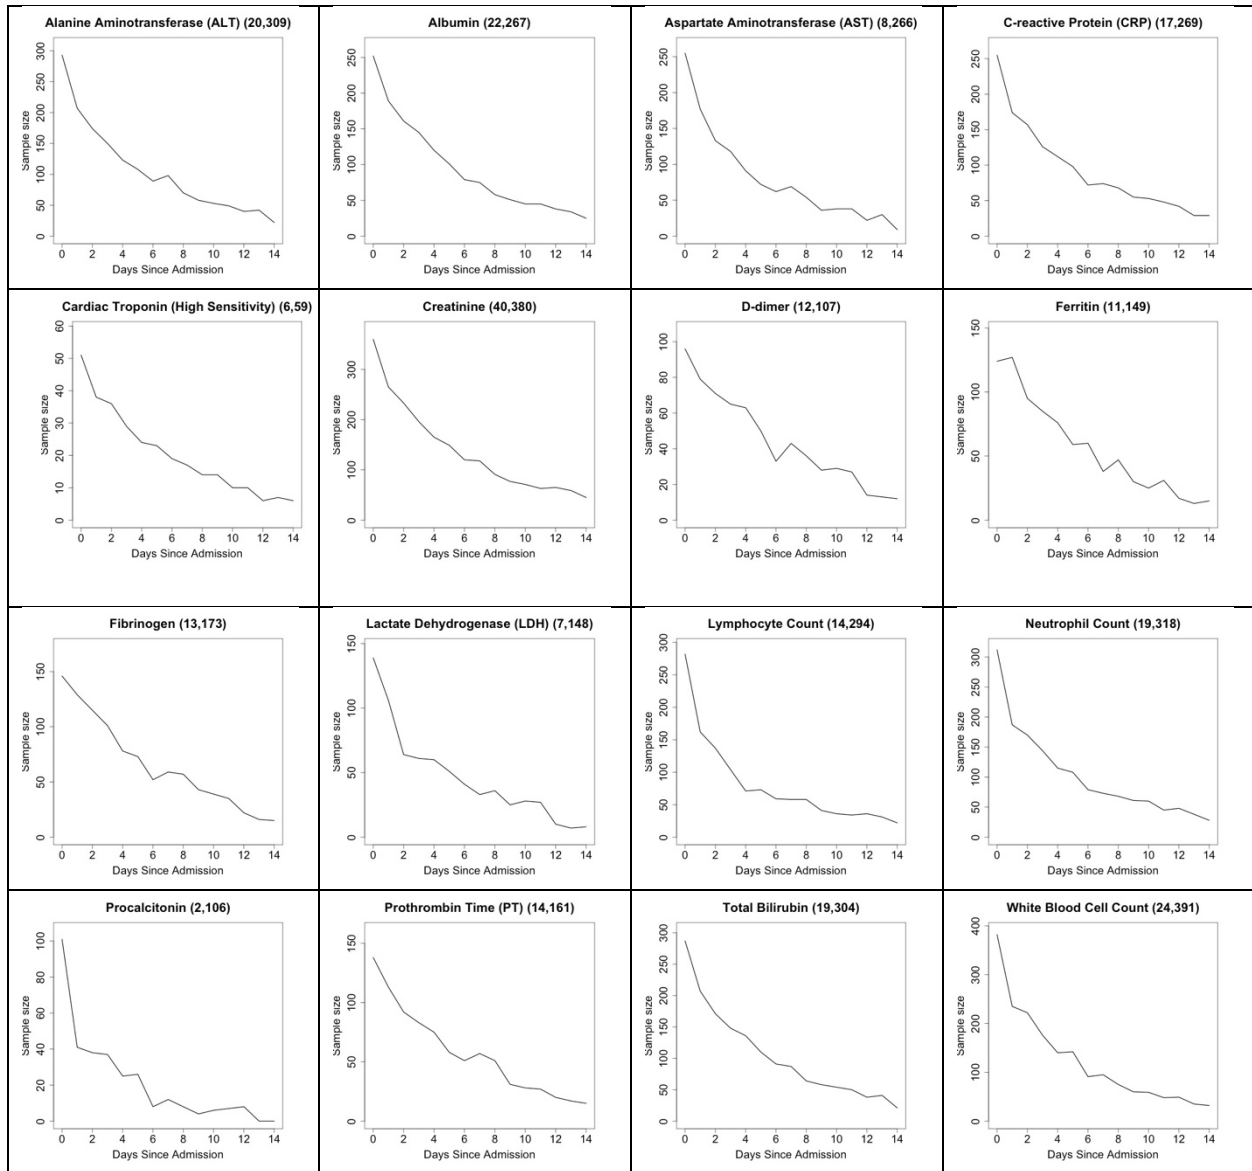 Alanine Aminotransferase (ALT) (20,309)
Sample size
0 50 100 150 200 250 300
0 2 4 6 8 10 12 14
Days Since Admission
Albumin (22,267)
Sample size
0 50 100 150 200 250
0 2 4 6 8 10 12 14
Days Since Admission
Aspartate Aminotransferase (AST) (8,266)
Sample size
0 50 100 150 200 250
0 2 4 6 8 10 12 14
Days Since Admission
C-reactive Protein (CRP) (17,269)
Sample size
0 50 100 150 200 250
0 2 4 6 8 10 12 14
Days Since Admission
Cardiac Troponin (High Sensitivity) (6,59)
Sample size
0 10 20 30 40 50 60
0 2 4 6 8 10 12 14
Days Since Admission
Creatinine (40,380)
Sample size
0 100 200 300
0 2 4 6 8 10 12 14
Days Since Admission
D-dimer (12,107)
Sample size
0 20 40 60 80 100
0 2 4 6 8 10 12 14
Days Since Admission
Ferritin (11,149)
Sample size
0 50 100 150
0 2 4 6 8 10 12 14
Days Since Admission
Fibrinogen (13,173)
Sample size
0 50 100 150
0 2 4 6 8 10 12 14
Days Since Admission
Lactate Dehydrogenase (LDH) (7,148)
Sample size
0 50 100 150
0 2 4 6 8 10 12 14
Days Since Admission
Lymphocyte Count (14,294)
Sample size
0 50 100 150 200 250 300
0 2 4 6 8 10 12 14
Days Since Admission
Neutrophil Count (19,318)
Sample size
0 50 100 150 200 250 300
0 2 4 6 8 10 12 14
Days Since Admission
Procalcitonin (2,106)
Sample size
0 20 40 60 80 100
0 2 4 6 8 10 12 14
Days Since Admission
Prothrombin Time (PT) (14,161)
Sample size
0 50 100 150
0 2 4 6 8 10 12 14
Days Since Admission
Total Bilirubin (19,304)
Sample size
0 50 100 150 200 250 300
0 2 4 6 8 10 12 14
Days Since Admission
White Blood Cell Count (24,391)
Sample size
0 100 200 300 400
0 2 4 6 8 10 12 14
Days Since Admission